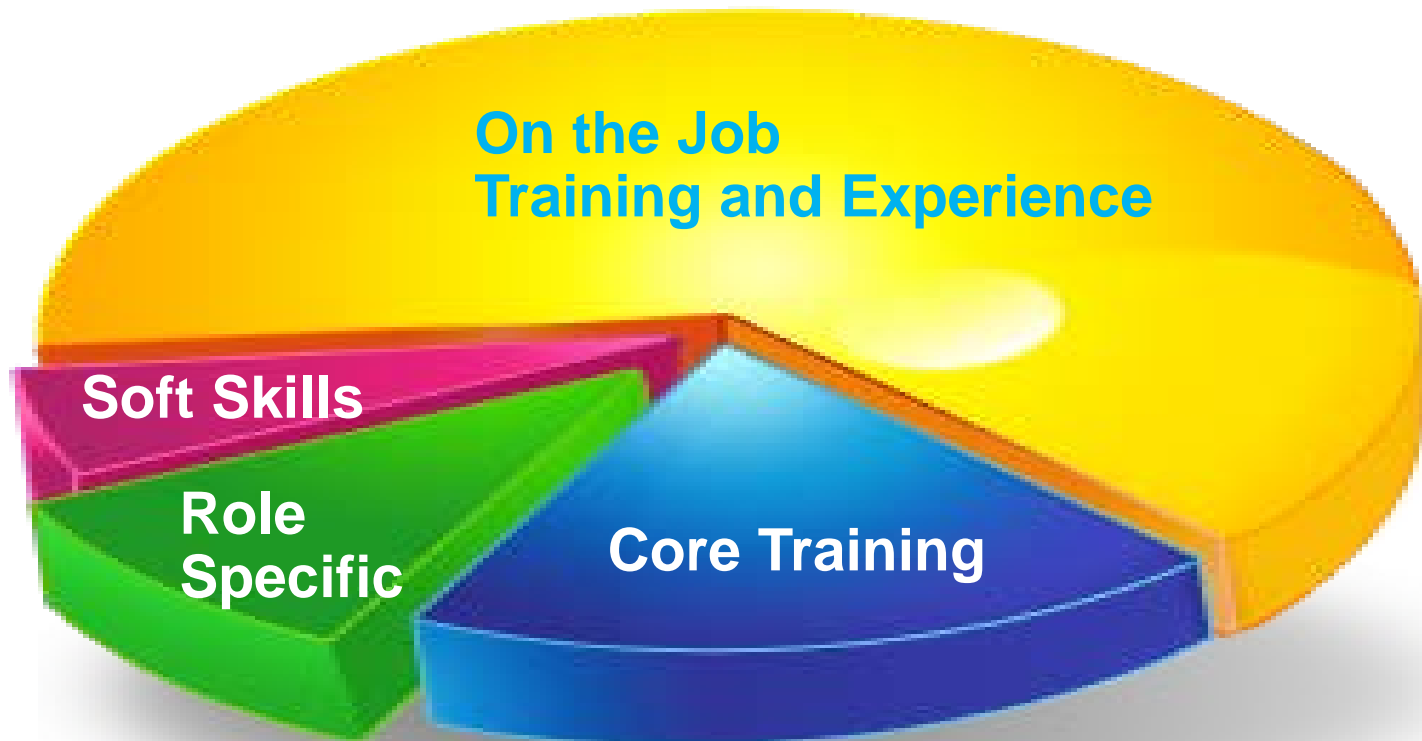 On the Job
Training and Experience
Soft Skills
Role
Specific
Core Training